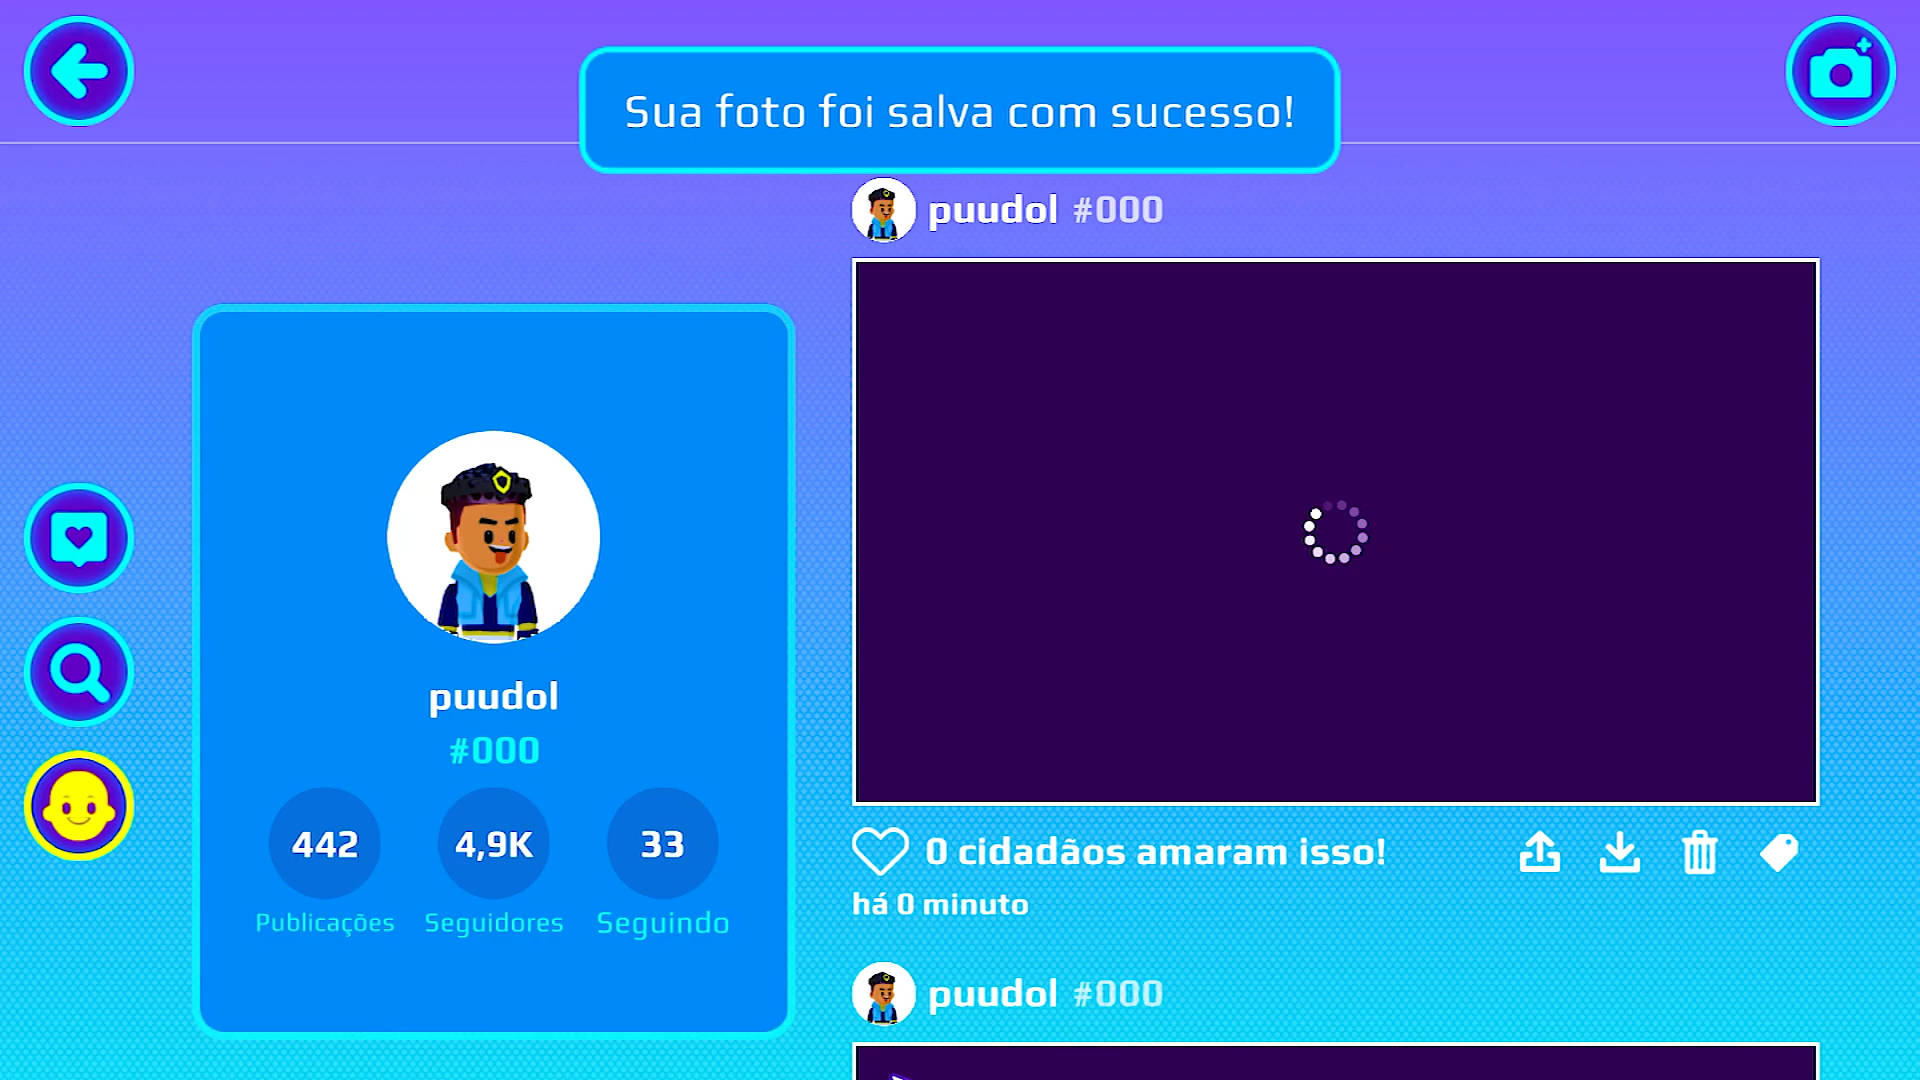 Sua foto foi salva com sucesso!
puudol #000
puudol
#000
442
4,9K
33
Publicações
Seguidores
Seguindo
0 cidadãos amaram isso!
há 0 minuto
puudol #000